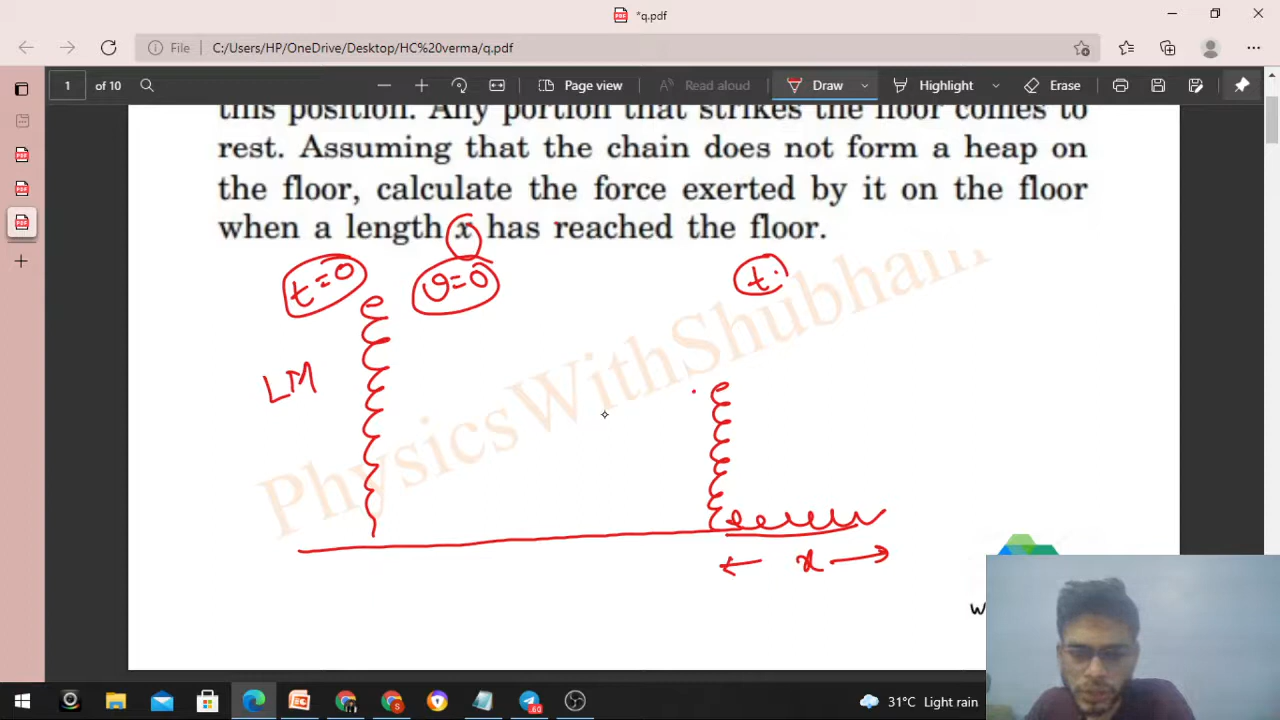 *q.pdf
File C:/Users/HP/OneDrive/Desktop/HC%20verma/q.pdf
1 of 10 Page view Read aloud Draw Highlight Erase
this position. Any portion that strikes the floor comes to
rest. Assuming that the chain does not form a heap on
the floor, calculate the force exerted by it on the floor
when a length x has reached the floor.
t=0 v=0 t
LM
PhysicsWithShubham
x
31°C Light rain